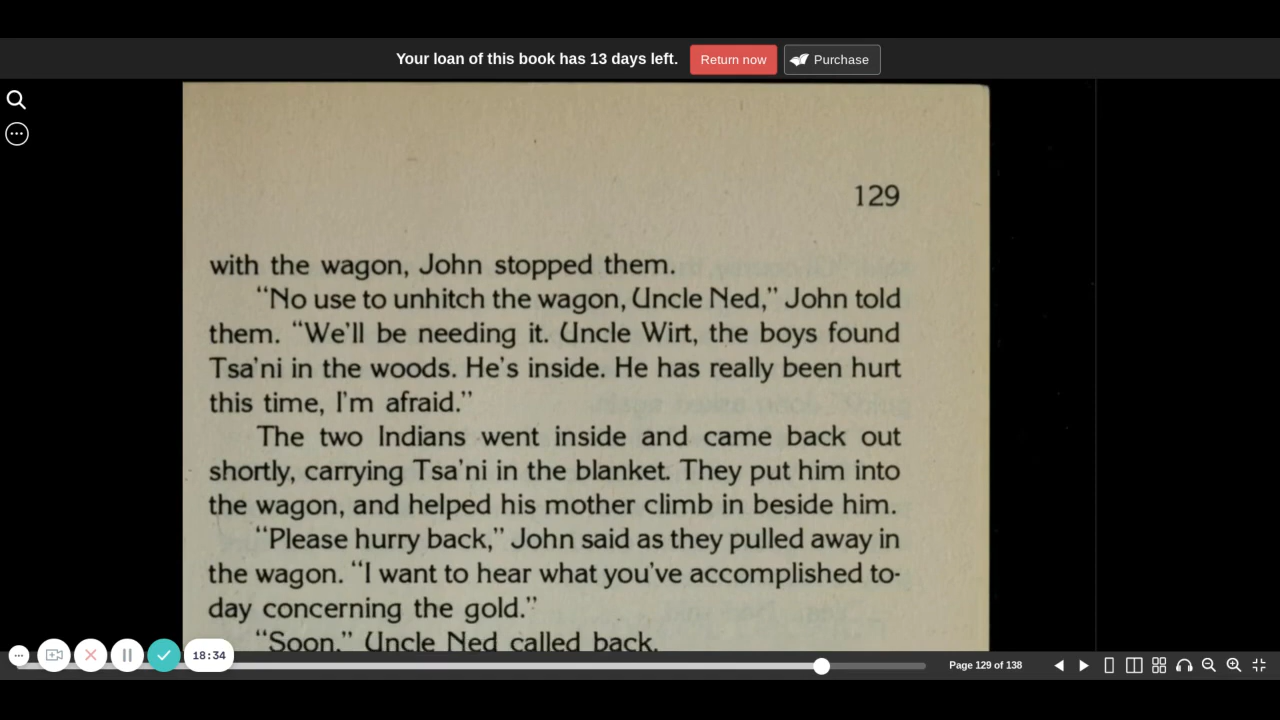 Your loan of this book has 13 days left. Return now Purchase
129
with the wagon, John stopped them.
“No use to unhitch the wagon, Uncle Ned,” John told
them. “We’ll be needing it. Uncle Wirt, the boys found
Tsa’ni in the woods. He’s inside. He has really been hurt
this time, I’m afraid.”
The two Indians went inside and came back out
shortly, carrying Tsa’ni in the blanket. They put him into
the wagon, and helped his mother climb in beside him.
“Please hurry back,” John said as they pulled away in
the wagon. “I want to hear what you’ve accomplished to-
day concerning the gold.”
“Soon,” Uncle Ned called back.
18:34
Page 129 of 138